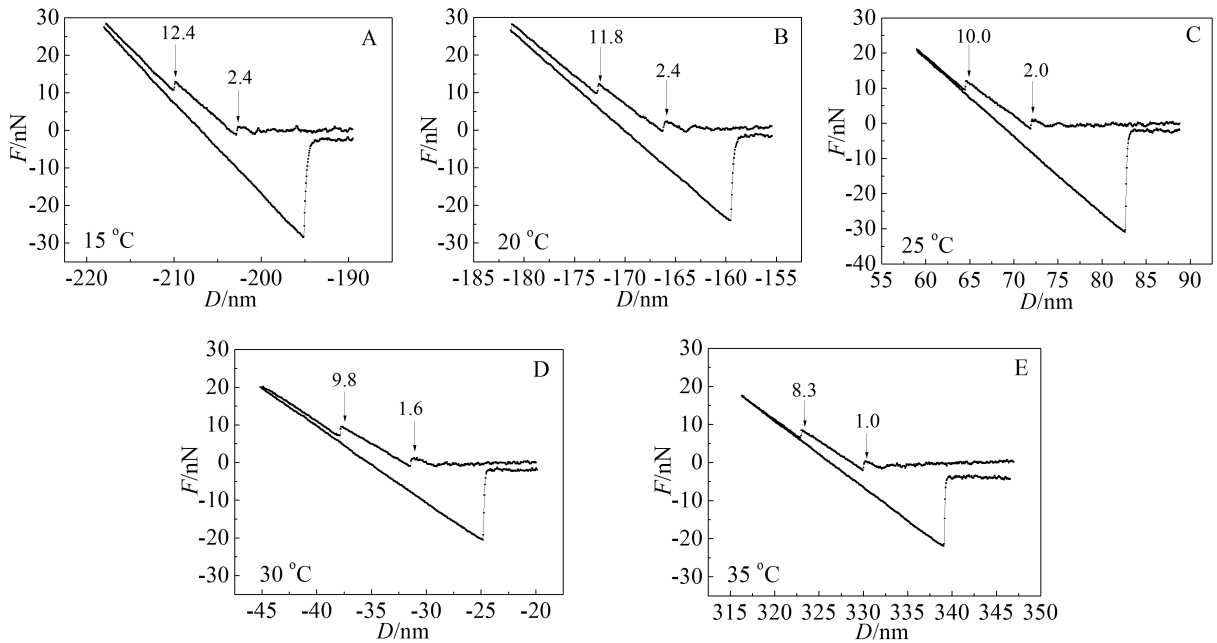 A
12.4
2.4
F/nN
30
20
10
0
-10
-20
-30
15 °C
-220 -210 -200 -190
D/nm
B
11.8
2.4
F/nN
30
20
10
0
-10
-20
-30
20 °C
-185 -180 -175 -170 -165 -160 -155
D/nm
C
10.0
2.0
F/nN
30
20
10
0
-10
-20
-30
-40
25 °C
55 60 65 70 75 80 85 90
D/nm
D
9.8
1.6
F/nN
30
20
10
0
-10
-20
-30
30 °C
-45 -40 -35 -30 -25 -20
D/nm
E
8.3
1.0
F/nN
30
20
10
0
-10
-20
-30
35 °C
315 320 325 330 335 340 345 350
D/nm